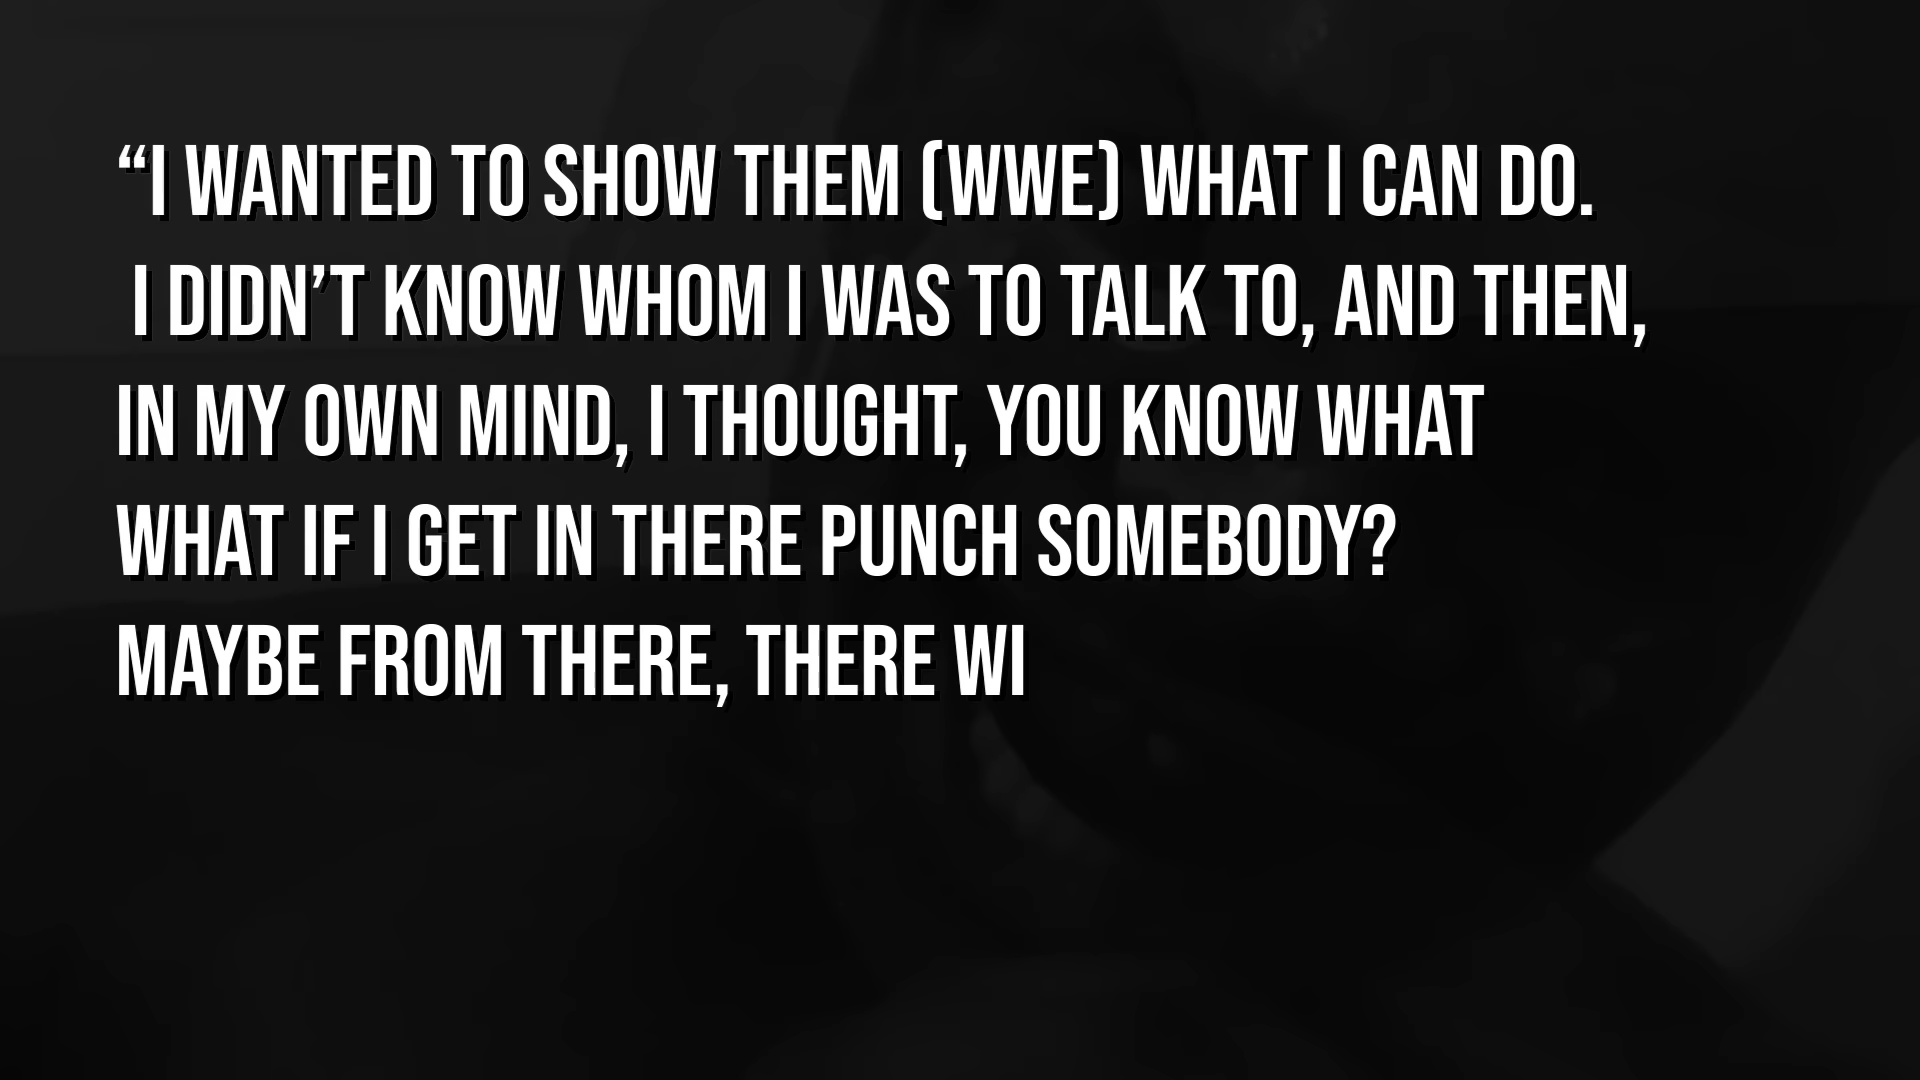 “I WANTED TO SHOW THEM (WWE) WHAT I CAN DO.
I DIDN’T KNOW WHOM I WAS TO TALK TO, AND THEN,
IN MY OWN MIND, I THOUGHT, YOU KNOW WHAT
WHAT IF I GET IN THERE PUNCH SOMEBODY?
MAYBE FROM THERE, THERE WI